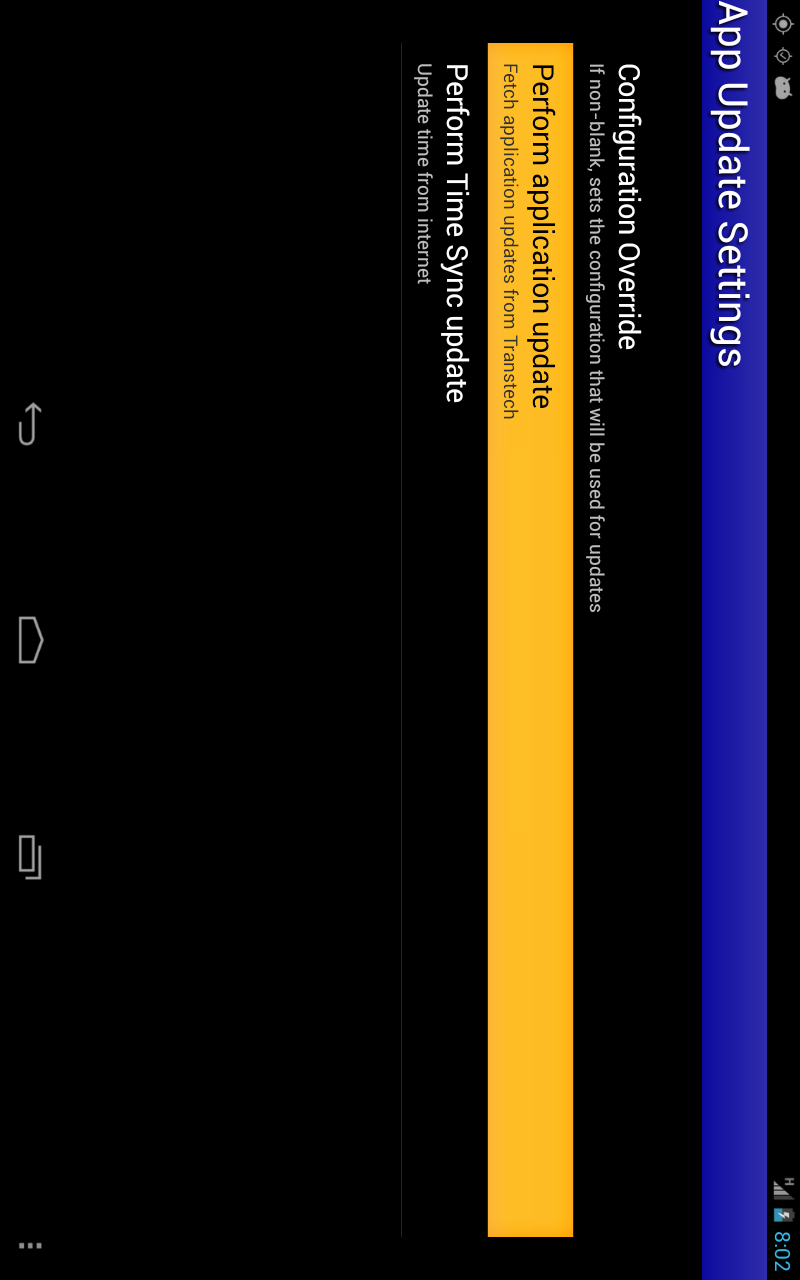 H 8:02
App Update Settings
Configuration Override
If non-blank, sets the configuration that will be used for updates
Perform application update
Fetch application updates from Transtech
Perform Time Sync update
Update time from internet